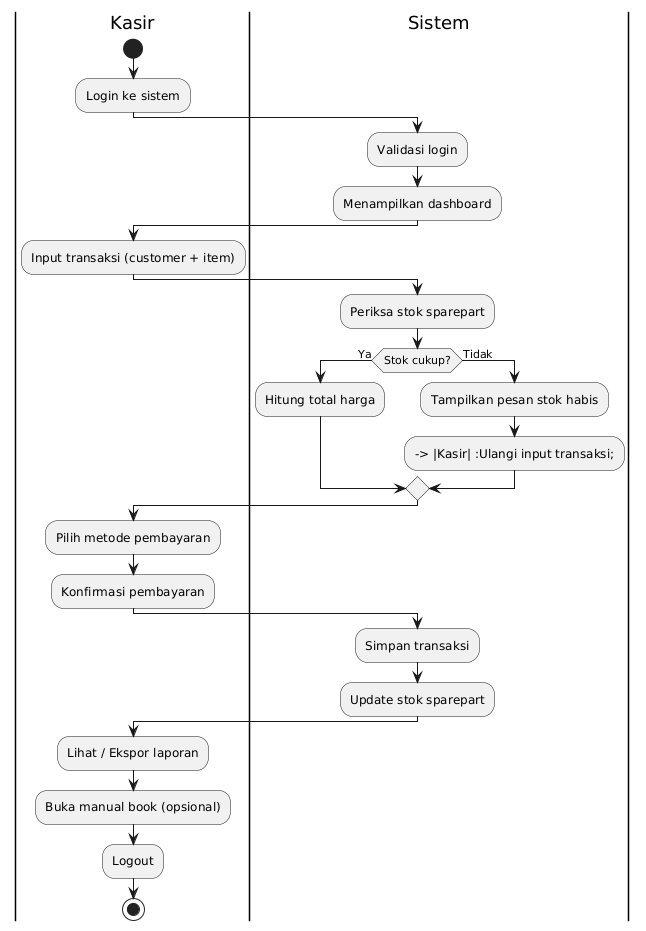 Kasir
Sistem
Login ke sistem
Validasi login
Menampilkan dashboard
Input transaksi (customer + item)
Periksa stok sparepart
Ya
Stok cukup?
Tidak
Hitung total harga
Tampilkan pesan stok habis
-> |Kasir| :Ulangi input transaksi;
Pilih metode pembayaran
Konfirmasi pembayaran
Simpan transaksi
Update stok sparepart
Lihat / Ekspor laporan
Buka manual book (opsional)
Logout